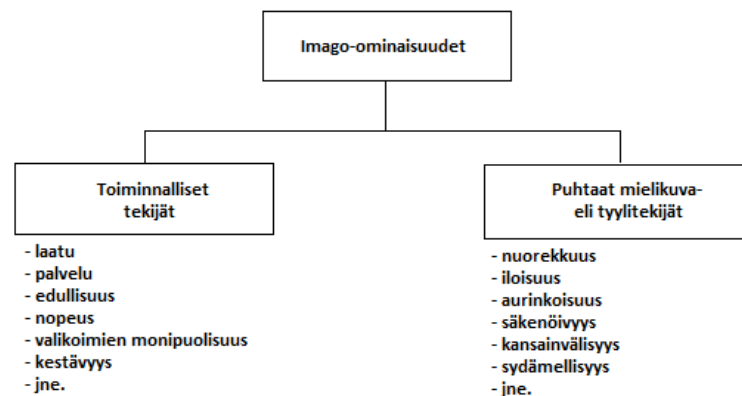 Imago-ominaisuudet
Toiminnalliset
tekijät
- laatu
- palvelu
- edullisuus
- nopeus
- valikoimien monipuolisuus
- kestävyys
- jne.
Puhtaat mielikuva-
eli tyylitekijät
- nuorekkuus
- iloisuus
- aurinkoisuus
- säkenöivyys
- kansainvälisyys
- sydämellisyys
- jne.